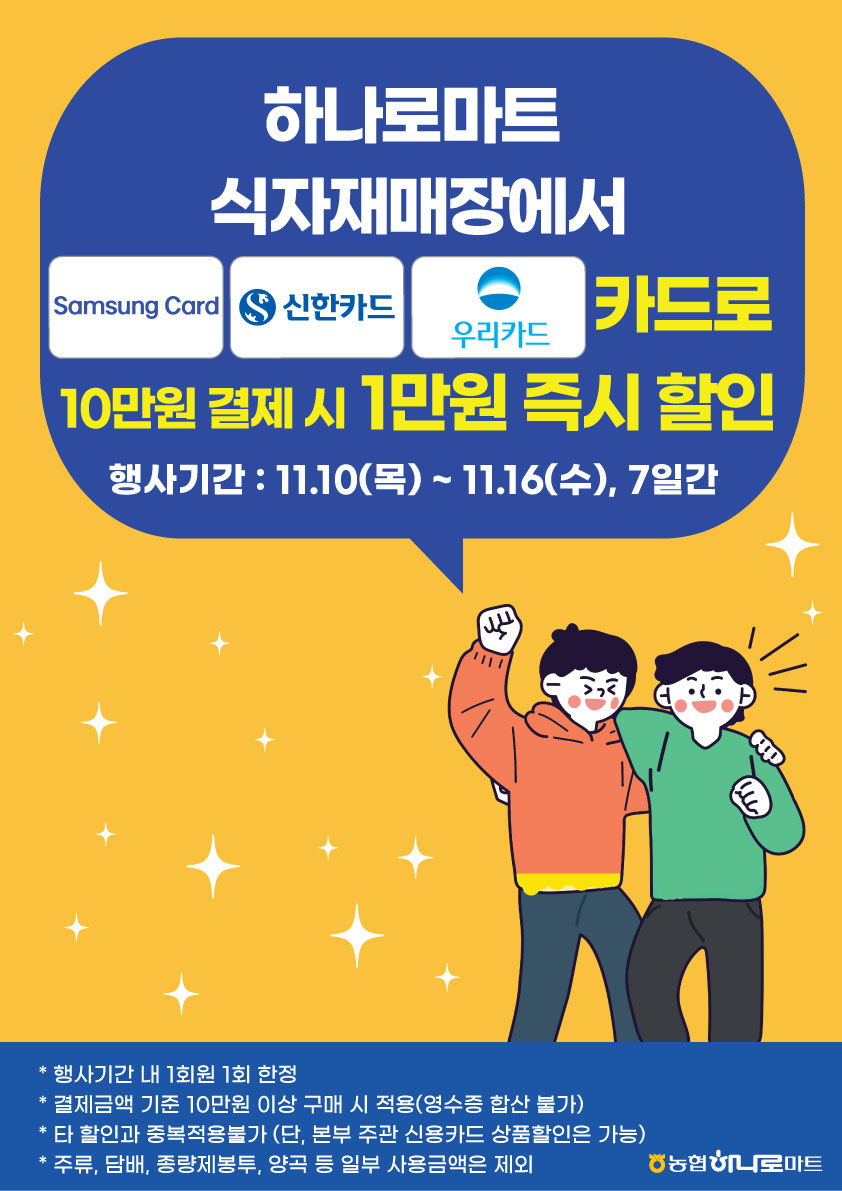 하나로마트
식자재매장에서
Samsung Card 신한카드 우리카드 카드로
10만원 결제 시 1만원 즉시 할인
행사기간 : 11.10(목) ~ 11.16(수), 7일간
* 행사기간 내 1회원 1회 한정
* 결제금액 기준 10만원 이상 구매 시 적용(영수증 합산 불가)
* 타 할인과 중복적용불가 (단, 본부 주관 신용카드 상품할인은 가능)
* 주류, 담배, 종량제봉투, 양곡 등 일부 사용금액은 제외
농협하나로마트